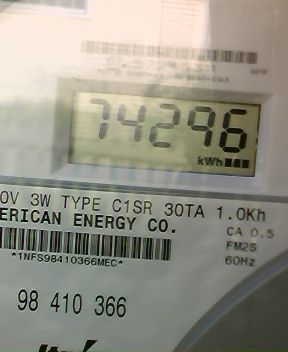 74296
kWh
0V 3W TYPE C1SR 30TA 1.0Kh
ERICAN ENERGY CO.
CA 0.5
FM2S
60Hz
*1NFS98410366MEC*
98 410 366